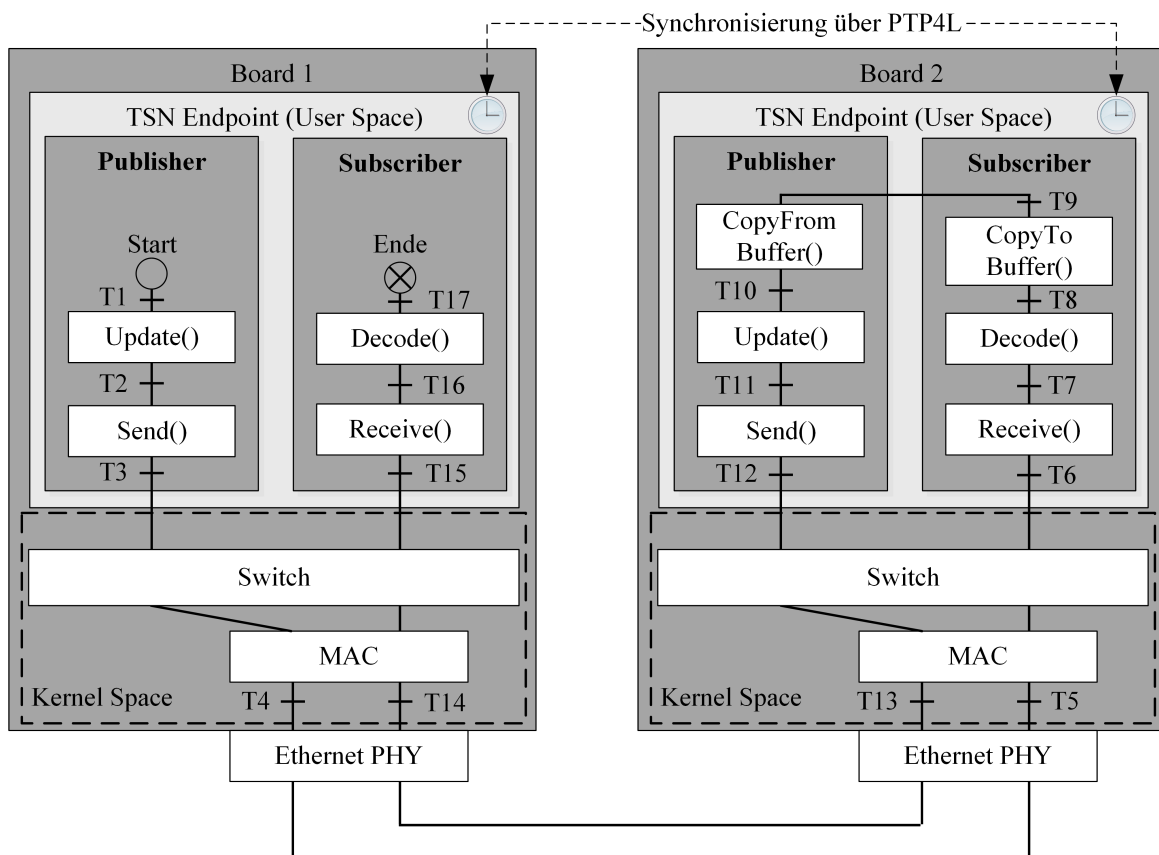 Synchronisierung über PTP4L
Board 1
TSN Endpoint (User Space)
Publisher
Start
T1
Update()
T2
Send()
T3
Subscriber
Ende
T17
Decode()
T16
Receive()
T15
Switch
MAC
Kernel Space
T4
T14
Ethernet PHY
Board 2
TSN Endpoint (User Space)
Publisher
CopyFrom
Buffer()
T10
Update()
T11
Send()
T12
Subscriber
T9
CopyTo
Buffer()
T8
Decode()
T7
Receive()
T6
Switch
MAC
Kernel Space
T13
T5
Ethernet PHY